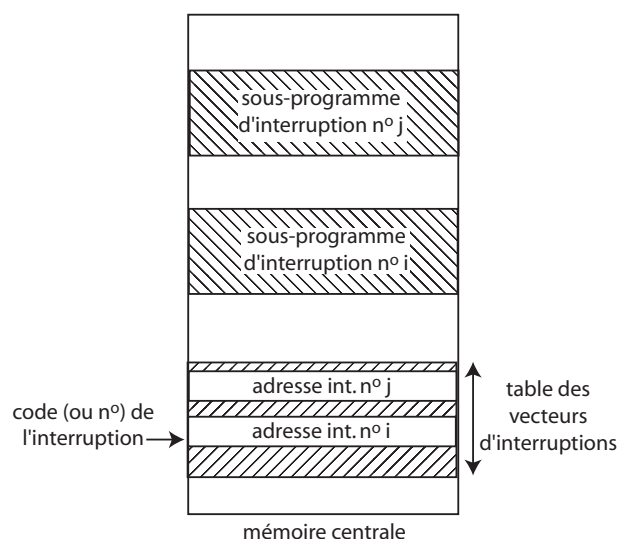 sous-programme
d'interruption nº j
sous-programme
d'interruption nº i
adresse int. nº j
adresse int. nº i
code (ou nº) de
l'interruption
table des
vecteurs
d'interruptions
mémoire centrale